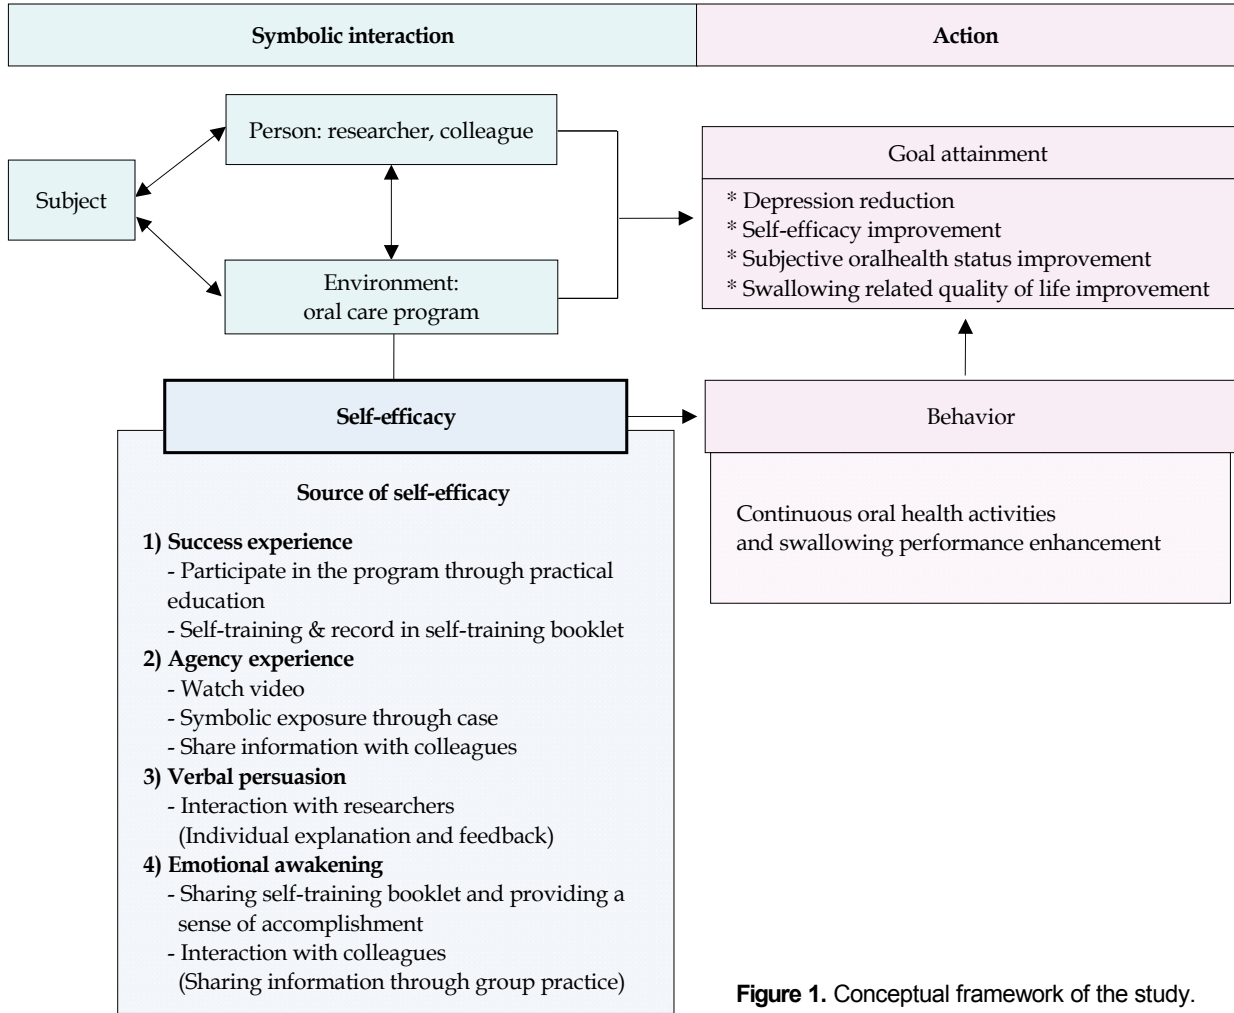 Symbolic interaction
Action
Person: researcher, colleague
Subject
Environment:
oral care program
Goal attainment
* Depression reduction
* Self-efficacy improvement
* Subjective oralhealth status improvement
* Swallowing related quality of life improvement
Self-efficacy
Behavior
Source of self-efficacy
1) Success experience
- Participate in the program through practical
education
- Self-training & record in self-training booklet
2) Agency experience
- Watch video
- Symbolic exposure through case
- Share information with colleagues
3) Verbal persuasion
- Interaction with researchers
(Individual explanation and feedback)
4) Emotional awakening
- Sharing self-training booklet and providing a
sense of accomplishment
- Interaction with colleagues
(Sharing information through group practice)
Continuous oral health activities
and swallowing performance enhancement
Figure 1. Conceptual framework of the study.